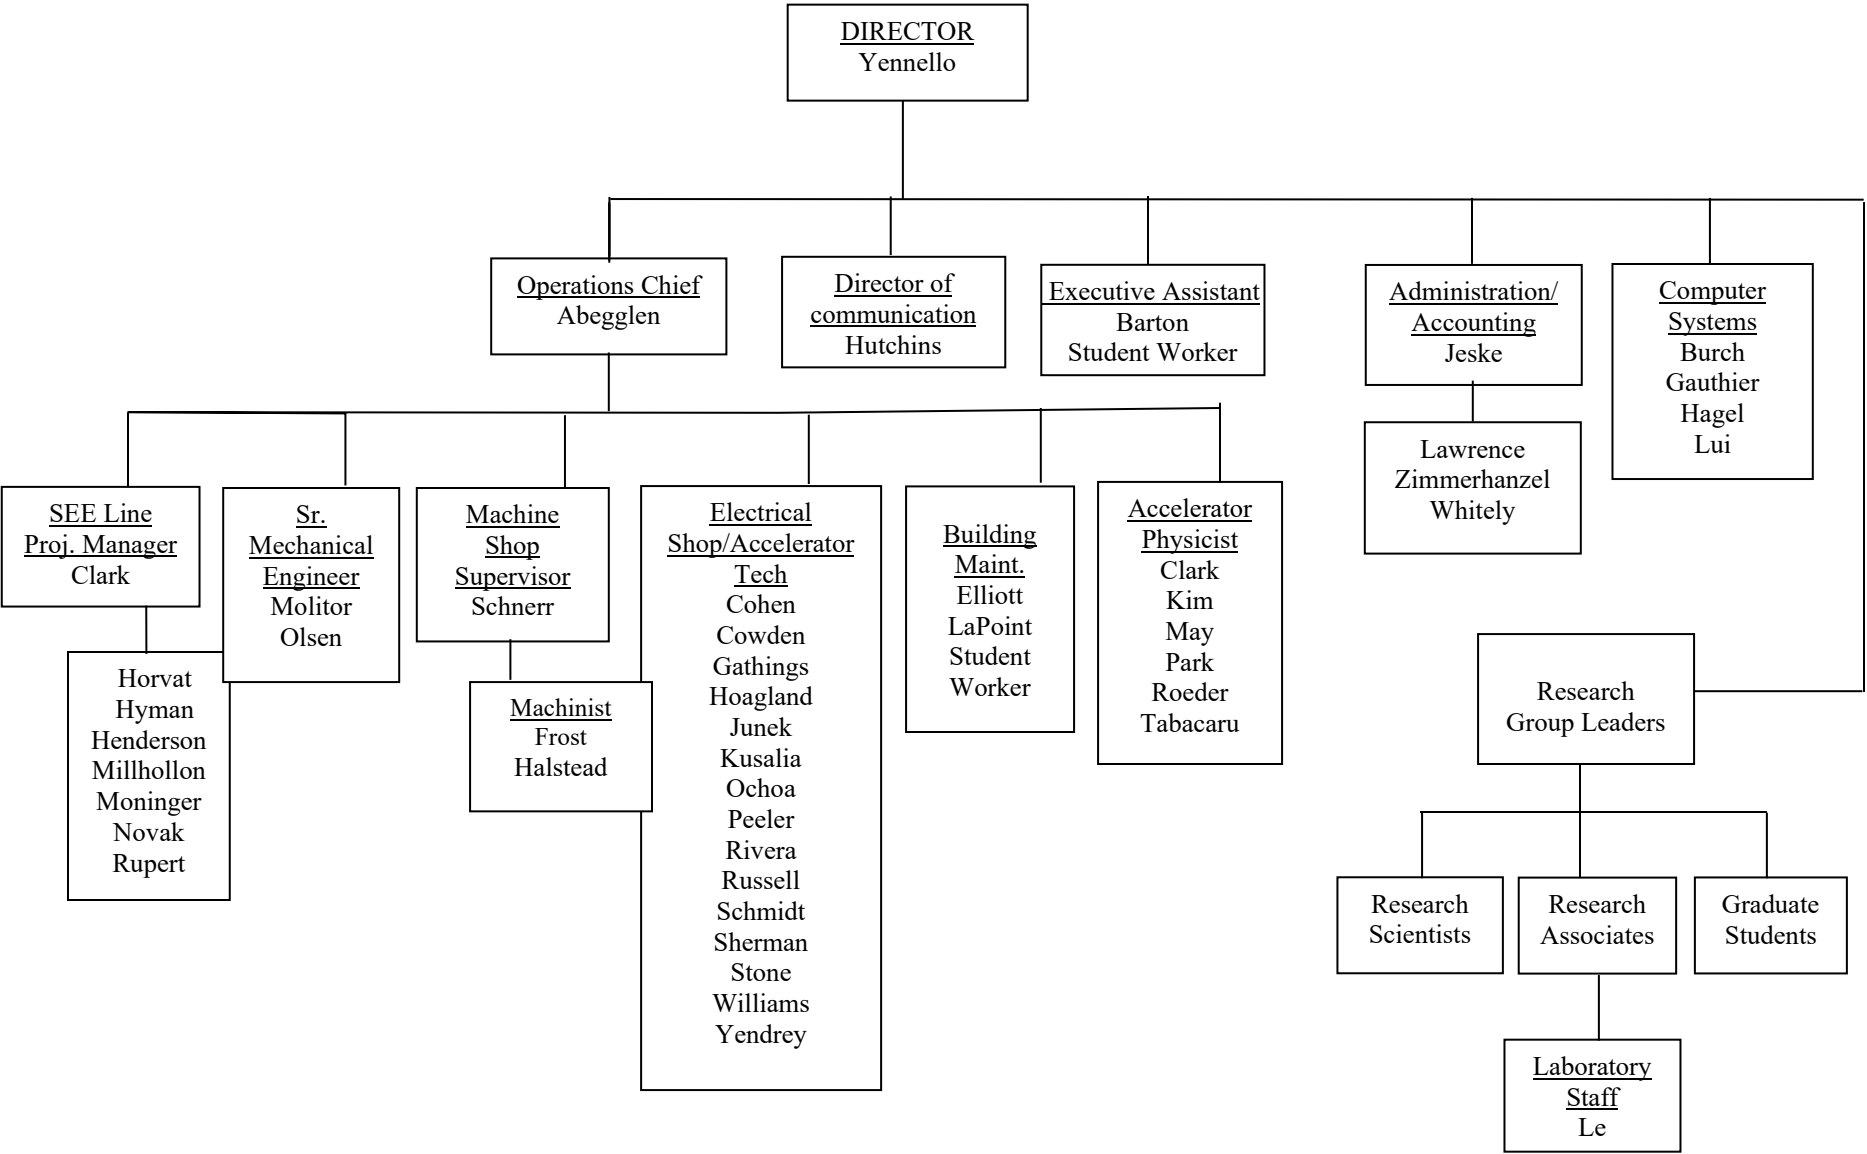 DIRECTOR
Yennello
Operations Chief
Abegglen
Director of
communication
Hutchins
Executive Assistant
Barton
Student Worker
Administration/
Accounting
Jeske
Computer
Systems
Burch
Gauthier
Hagel
Lui
Lawrence
Zimmerhanzel
Whitely
SEE Line
Proj. Manager
Clark
Sr.
Mechanical
Engineer
Molitor
Olsen
Machine
Shop
Supervisor
Schnerr
Electrical
Shop/Accelerator
Tech
Cohen
Cowden
Gathings
Hoagland
Junek
Kusalia
Ochoa
Peeler
Rivera
Russell
Schmidt
Sherman
Stone
Williams
Yendrey
Building
Maint.
Elliott
LaPoint
Student
Worker
Accelerator
Physicist
Clark
Kim
May
Park
Roeder
Tabacaru
Horvat
Hyman
Henderson
Millhollon
Moninger
Novak
Rupert
Machinist
Frost
Halstead
Research
Group Leaders
Research
Scientists
Research
Associates
Graduate
Students
Laboratory
Staff
Le